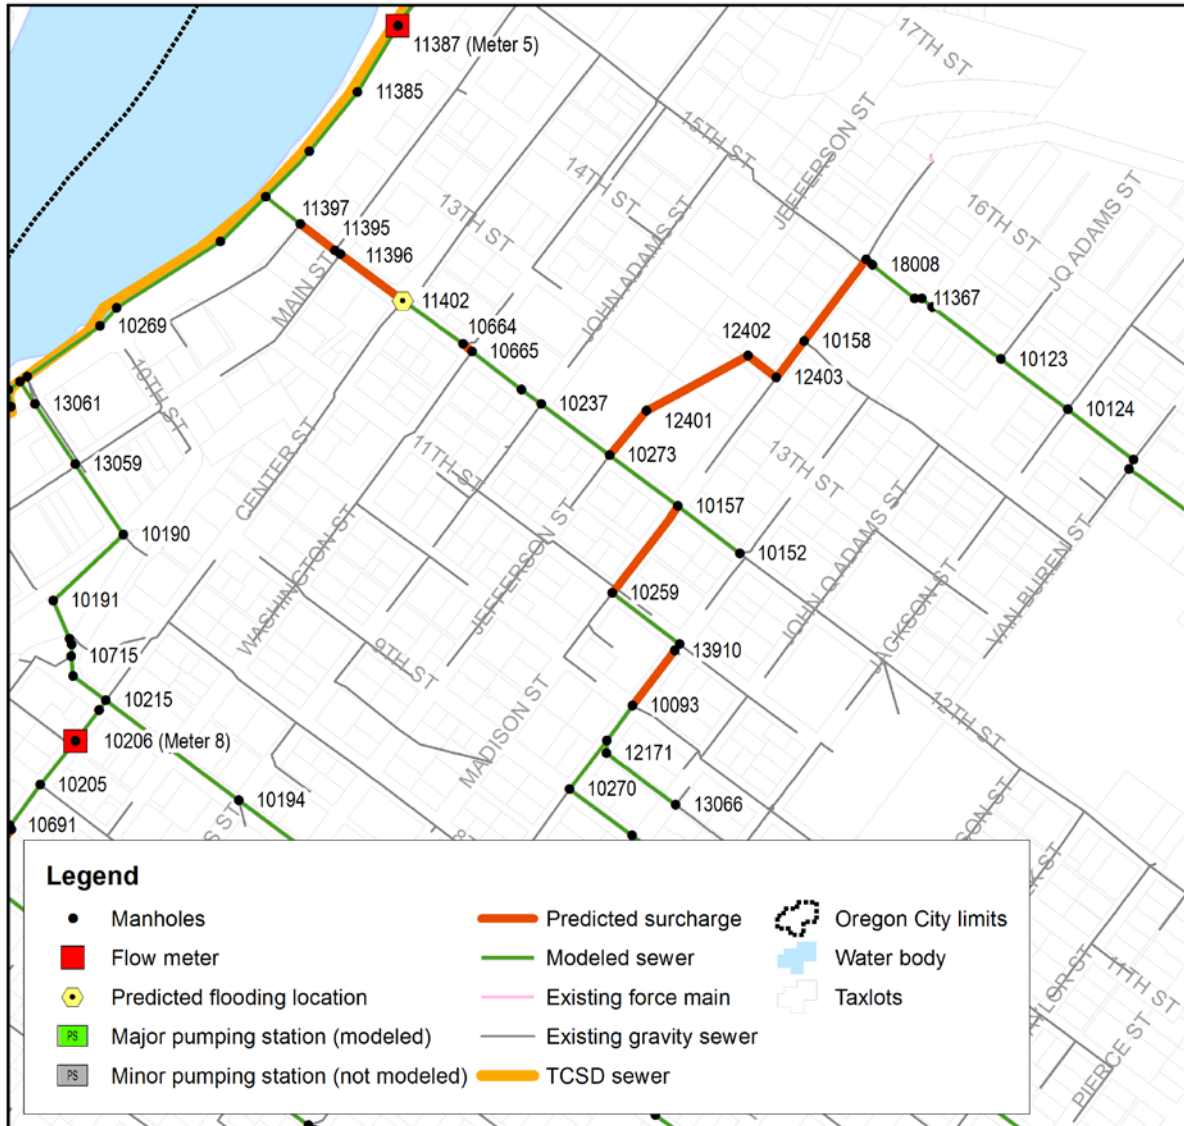 17TH ST
11387 (Meter 5)
11385
15TH ST
JEFFERSON ST
14TH ST
16TH ST
JQ ADAMS ST
13TH ST
JOHN ADAMS ST
11397
11395
11396
MAIN ST
18008
11367
11402
10269
10664
10665
12402
10158
10123
12403
10TH ST
13061
10237
12401
10124
CENTER ST
11TH ST
10273
13TH ST
13059
10157
JOHN Q ADAMS ST
10190
WASHINGTON ST
JEFFERSON ST
10152
VAN BUREN ST
JACKSON ST
10191
10259
9TH ST
10715
13910
MADISON ST
10215
10093
12TH ST
10206 (Meter 8)
12171
10205
10270
10194
13066
10691
S ST
SON ST
K ST
Legend
Manholes
Flow meter
Predicted flooding location
PS
Major pumping station (modeled)
PS
Minor pumping station (not modeled)
Predicted surcharge
Modeled sewer
Existing force main
Existing gravity sewer
TCSD sewer
Oregon City limits
Water body
Taxlots
YLOR ST
11TH ST
PIERCE ST